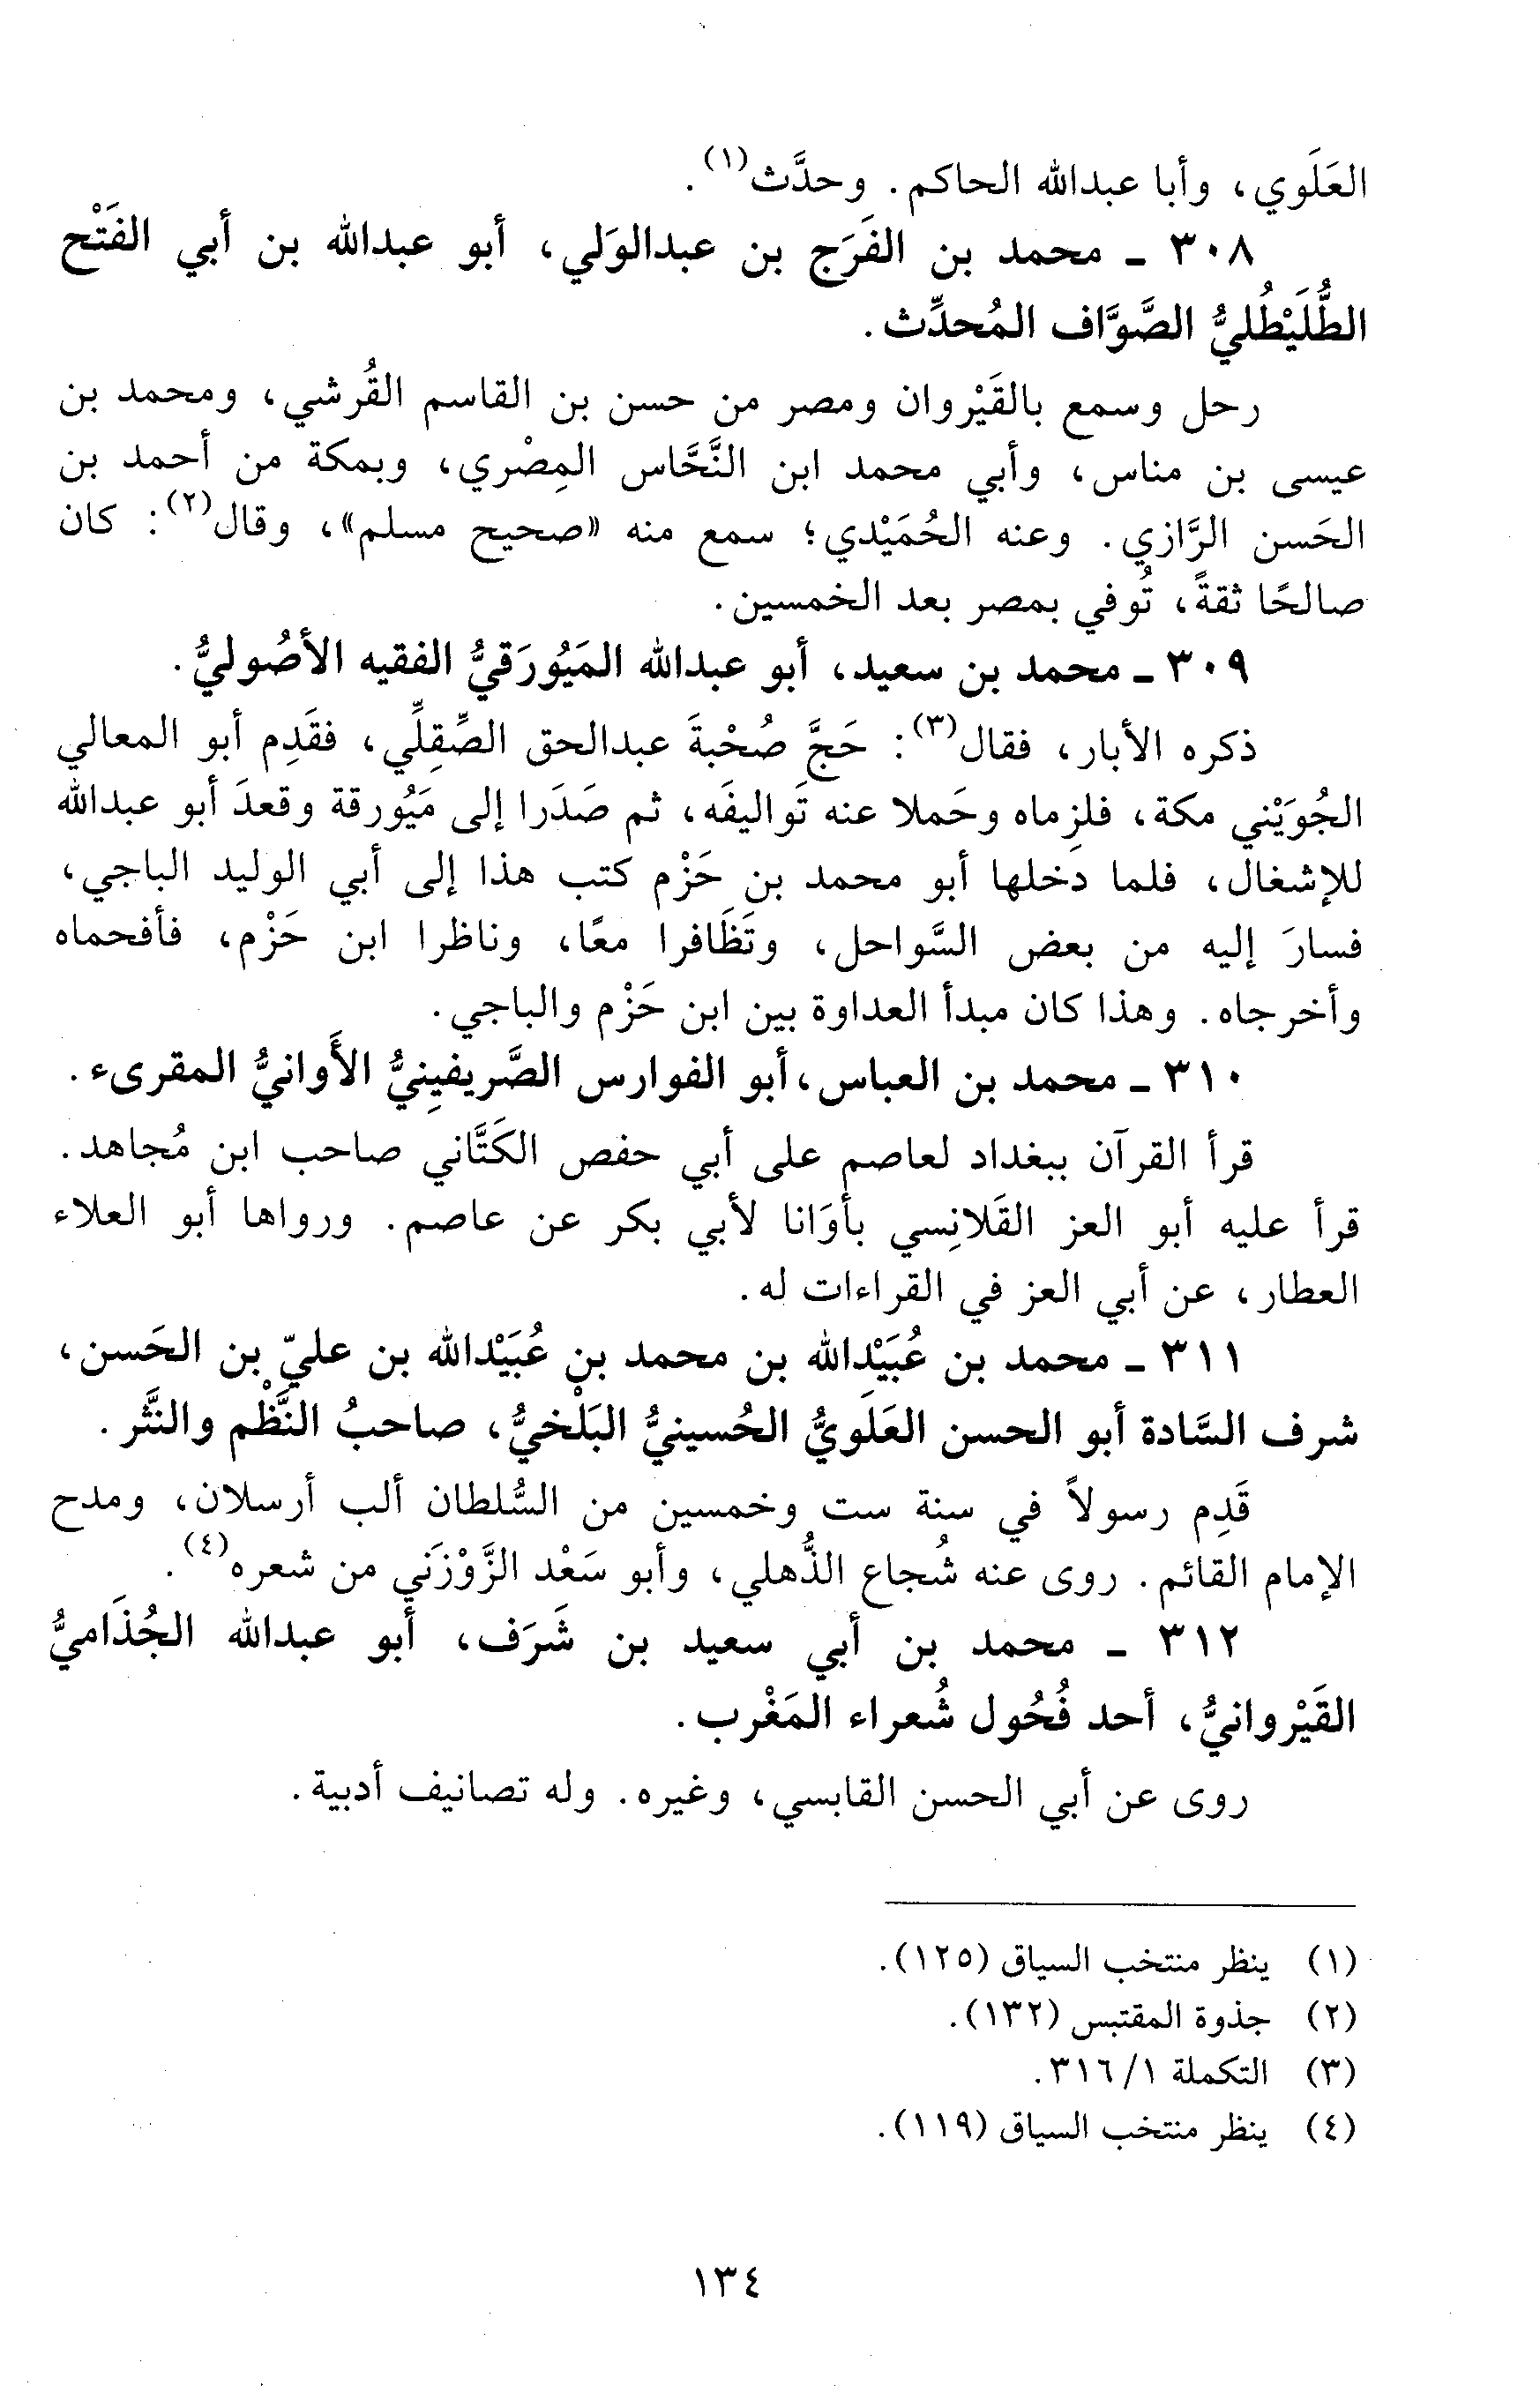 العَلَوي، وأبا عبدالله الحاكم. وحدَّث(١).
٣٠٨ ـ محمد بن الفَرَج بن عبدالوَلي، أبو عبدالله بن أبي الفَتْح
الطُّلَيْطُليُّ الصَّوَّاف المُحدِّث.
رحل وسمع بالقَيْروان ومصر من حسن بن القاسم القُرشي، ومحمد بن
عيسى بن مناس، وأبي محمد ابن النَّحَّاس المِصْري، وبمكة من أحمد بن
الحَسن الرَّازي. وعنه الحُمَيْدي؛ سمع منه «صحيح مسلم»، وقال(٢): كان
صالحًا ثقةً، تُوفي بمصر بعد الخمسين.
٣٠٩ ـ محمد بن سعيد، أبو عبدالله المَيُورَقيُّ الفقيه الأصُوليُّ.
ذكره الأبار، فقال(٣): حَجَّ صُحْبةَ عبدالحق الصِّقِلِّي، فقَدِم أبو المعالي
الجُوَيْني مكة، فلزِماه وحَملا عنه تَواليفَه، ثم صَدَرا إلى مَيُورقة وقعدَ أبو عبدالله
للإشغال، فلما دَخلها أبو محمد بن حَزْم كتب هذا إلى أبي الوليد الباجي،
فسارَ إليه من بعض السَّواحل، وتَظَافرا معًا، وناظرا ابن حَزْم، فأفحماه
وأخرجاه. وهذا كان مبدأ العداوة بين ابن حَزْم والباجي.
٣١٠ ـ محمد بن العباس، أبو الفوارس الصَّريفِينيُّ الأَوانيُّ المقرىء.
قرأ القرآن ببغداد لعاصم على أبي حفص الكَتَّاني صاحب ابن مُجاهد.
قرأ عليه أبو العز القَلانِسي بأوَانا لأبي بكر عن عاصم. ورواها أبو العلاء
العطار، عن أبي العز في القراءات له.
٣١١ ـ محمد بن عُبَيْدالله بن محمد بن عُبَيْدالله بن عليّ بن الحَسن،
شرف السَّادة أبو الحسن العَلَويُّ الحُسينيُّ البَلْخيُّ، صاحبُ النَّظْم والنَّثر.
قَدِم رسولاً في سنة ست وخمسين من السُّلطان ألب أرسلان، ومدح
الإمام القائم. روى عنه شُجاع الذُّهلي، وأبو سَعْد الزَّوْزَني من شعره(٤).
٣١٢ ـ محمد بن أبي سعيد بن شَرَف، أبو عبدالله الجُذَاميُّ
القَيْروانيُّ، أحد فُحُول شُعراء المَغْرب.
روى عن أبي الحسن القابسي، وغيره. وله تصانيف أدبية.
(١) ينظر منتخب السياق (١٢٥).
(٢) جذوة المقتبس (١٣٢).
(٣) التكملة ١/ ٣١٦.
(٤) ينظر منتخب السياق (١١٩).
١٣٤